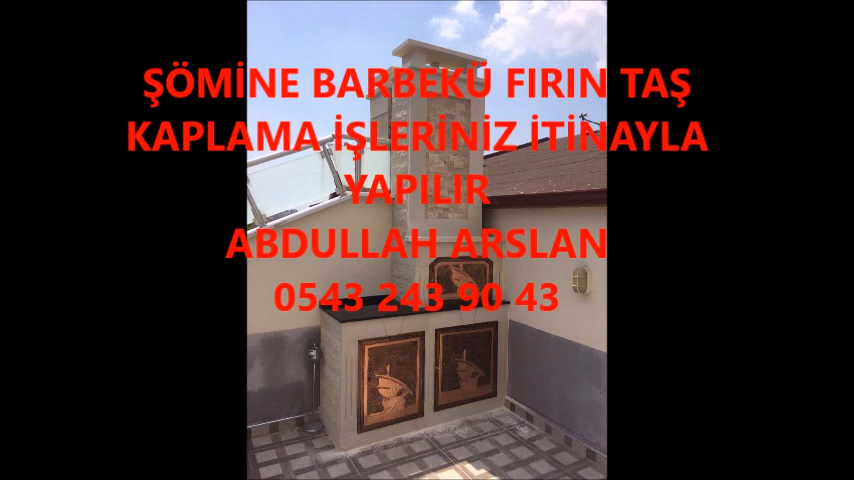 ŞÖMİNE BARBEKÜ FIRIN TAŞ
KAPLAMA İŞLERİNİZ İTİNAYLA
YAPILIR
ABDULLAH ARSLAN
0543 243 90 43